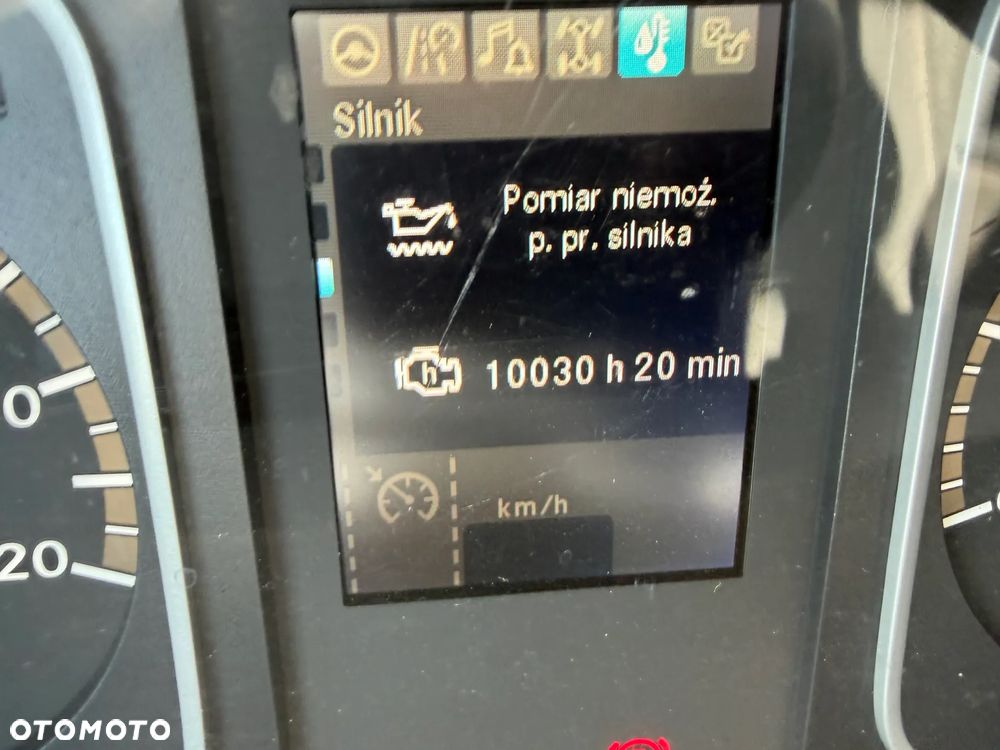 Silnik
Pomiar niemoż.
p. pr. silnika
h
10030 h 20 min
km/h
0
20
OTOMOTO